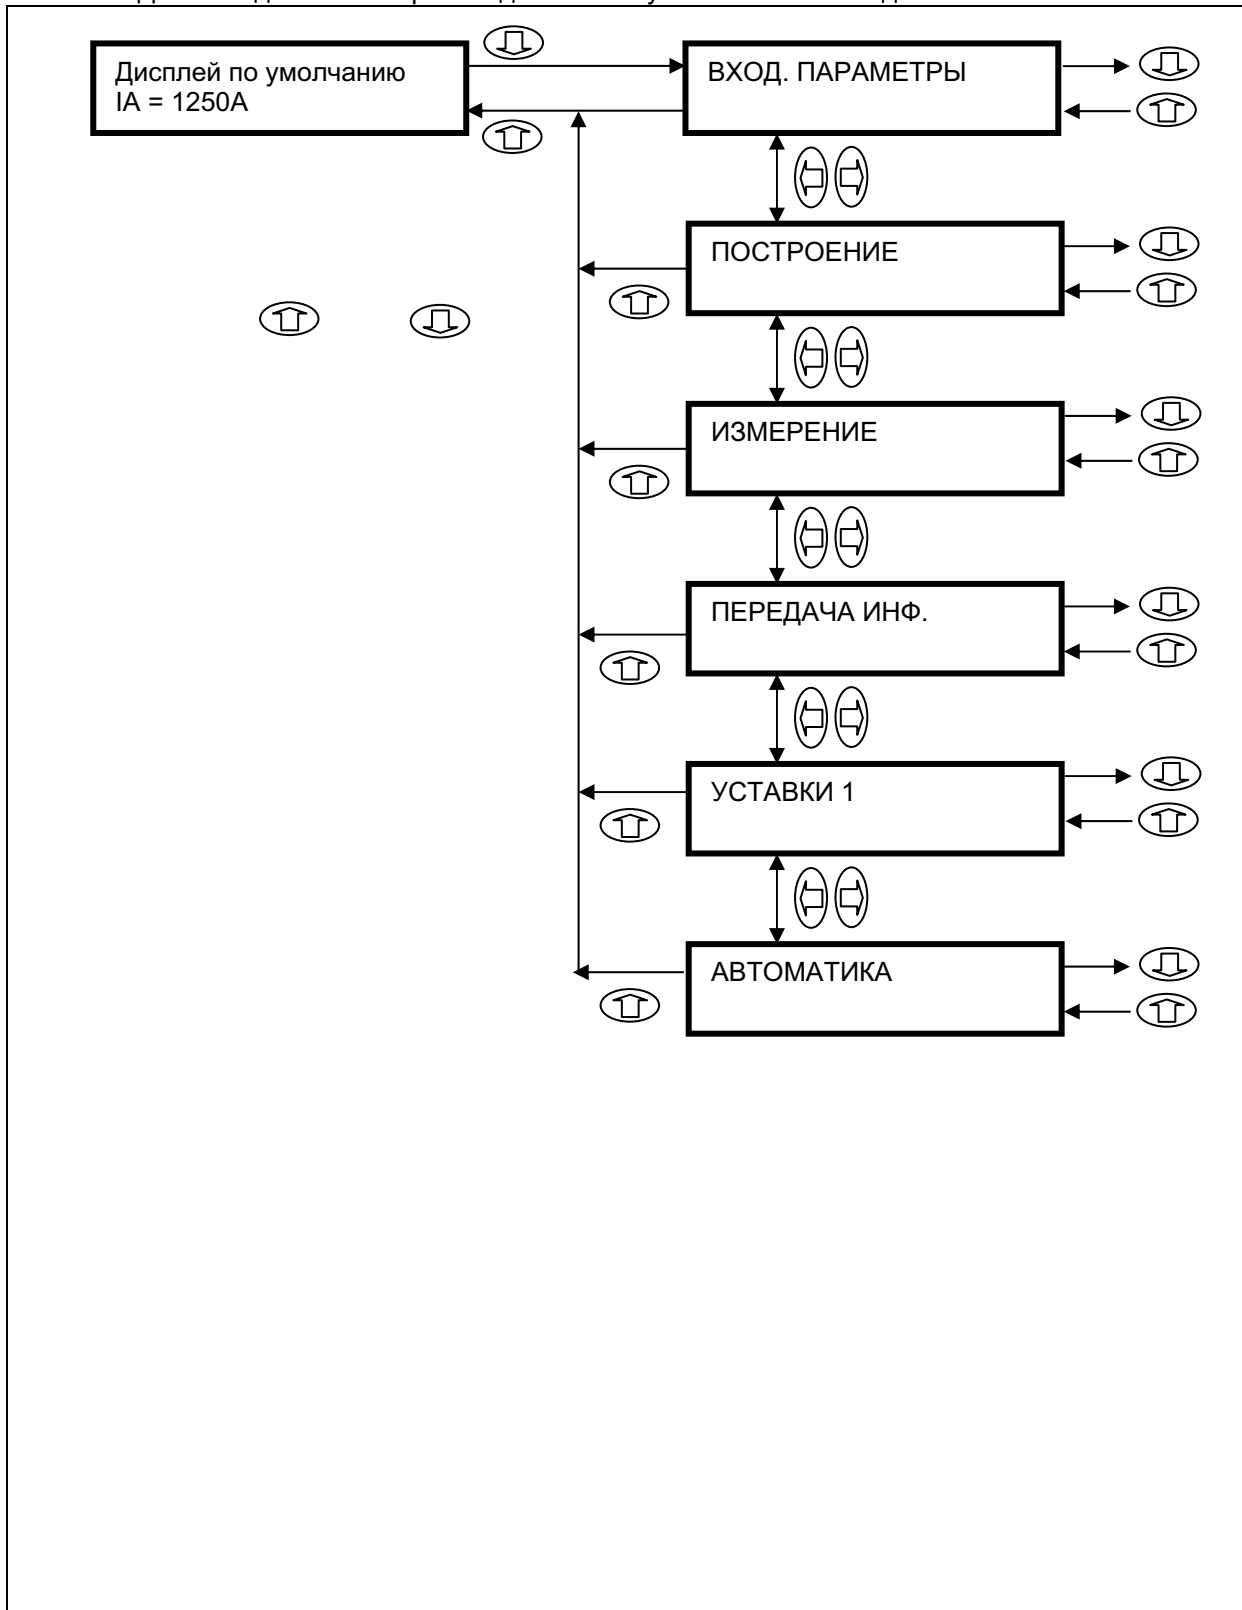 Дисплей по умолчанию
IA = 1250A
ВХОД. ПАРАМЕТРЫ
ПОСТРОЕНИЕ
ИЗМЕРЕНИЕ
ПЕРЕДАЧА ИНФ.
УСТАВКИ 1
АВТОМАТИКА